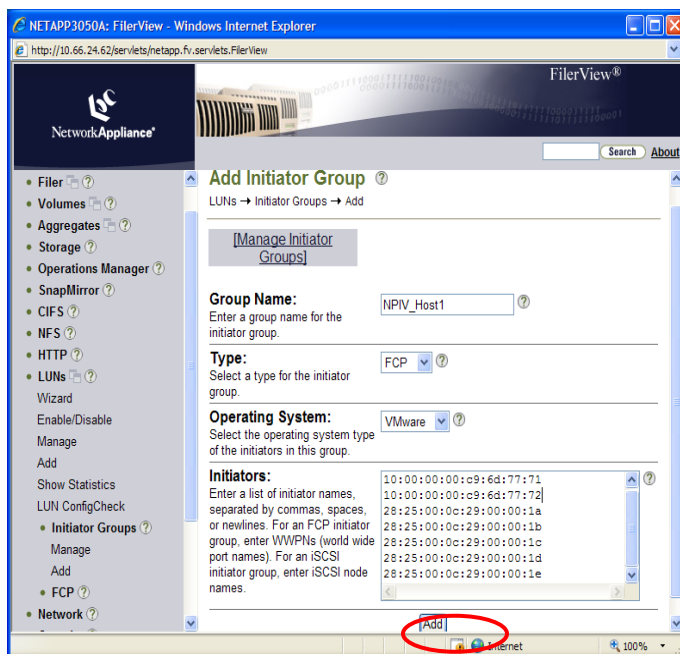 NETAPP3050A: FilerView - Windows Internet Explorer
http://10.66.24.62/servlets/netapp.fv.servlets.FilerView
FilerView®
NetworkAppliance®
Search About
Filer
Volumes
Aggregates
Storage
Operations Manager
SnapMirror
CIFS
NFS
HTTP
LUNs
Wizard
Enable/Disable
Manage
Add
Show Statistics
LUN ConfigCheck
Initiator Groups
Manage
Add
FCP
Network
Add Initiator Group
LUNs → Initiator Groups → Add
[Manage Initiator
Groups]
Group Name:
Enter a group name for the
initiator group.
NPIV_Host1
Type:
Select a type for the initiator
group.
FCP
Operating System:
Select the operating system type
of the initiators in this group.
VMware
Initiators:
Enter a list of initiator names,
separated by commas, spaces,
or newlines. For an FCP initiator
group, enter WWPNs (world wide
port names). For an iSCSI
initiator group, enter iSCSI node
names.
10:00:00:00:c9:6d:77:71
10:00:00:00:c9:6d:77:72
28:25:00:0c:29:00:00:1a
28:25:00:0c:29:00:00:1b
28:25:00:0c:29:00:00:1c
28:25:00:0c:29:00:00:1d
28:25:00:0c:29:00:00:1e
Add
Internet
100%